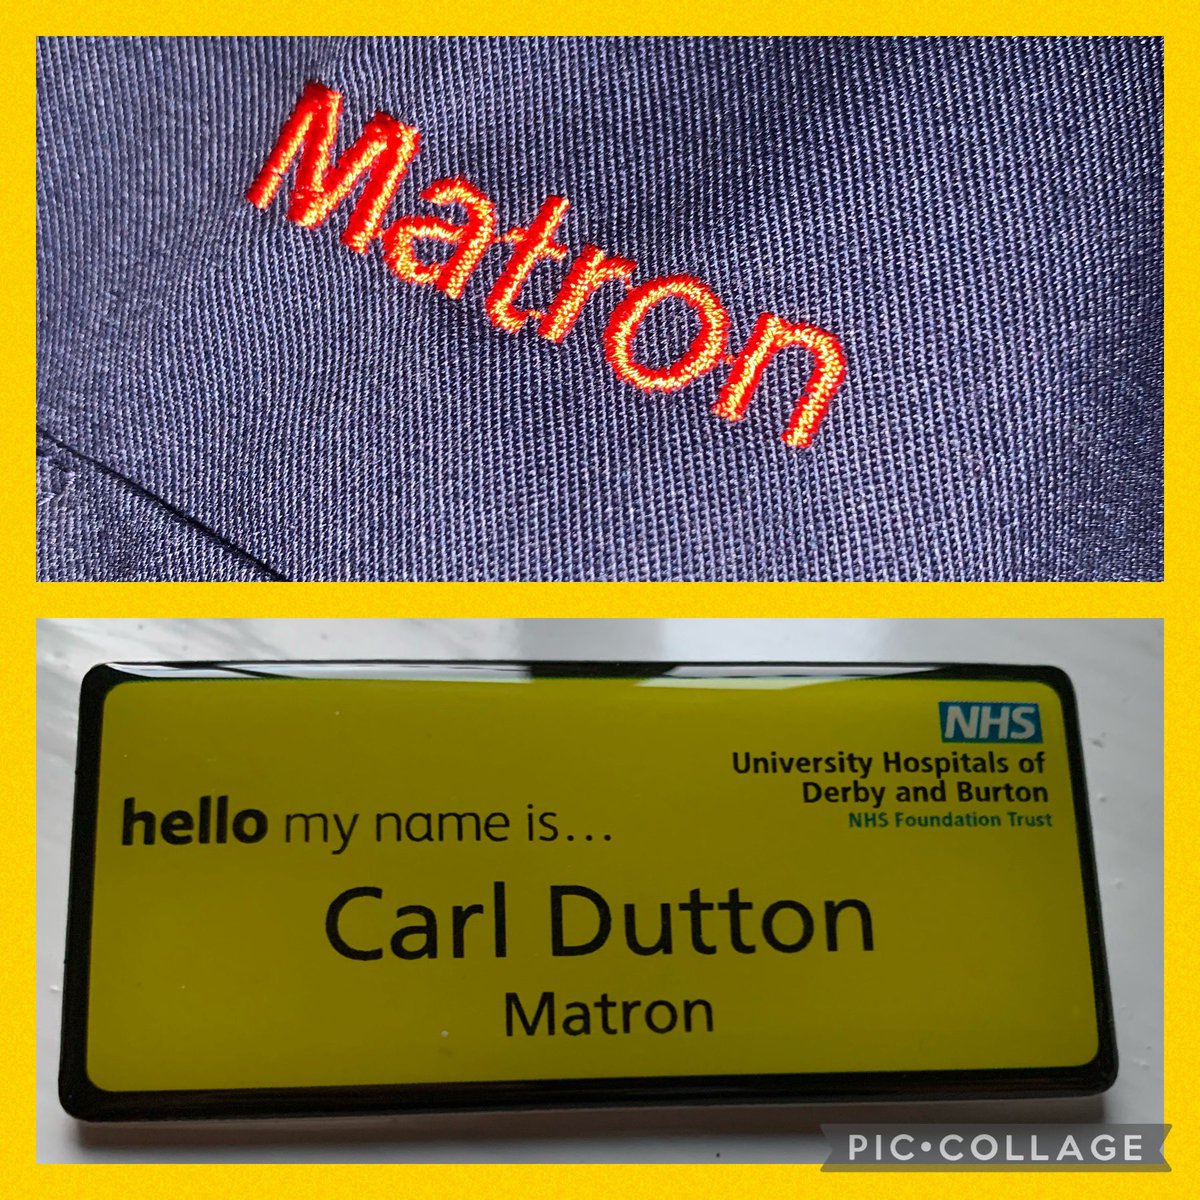 Matron
NHS
University Hospitals of
Derby and Burton
NHS Foundation Trust
hello my name is...
Carl Dutton
Matron
PIC•COLLAGE